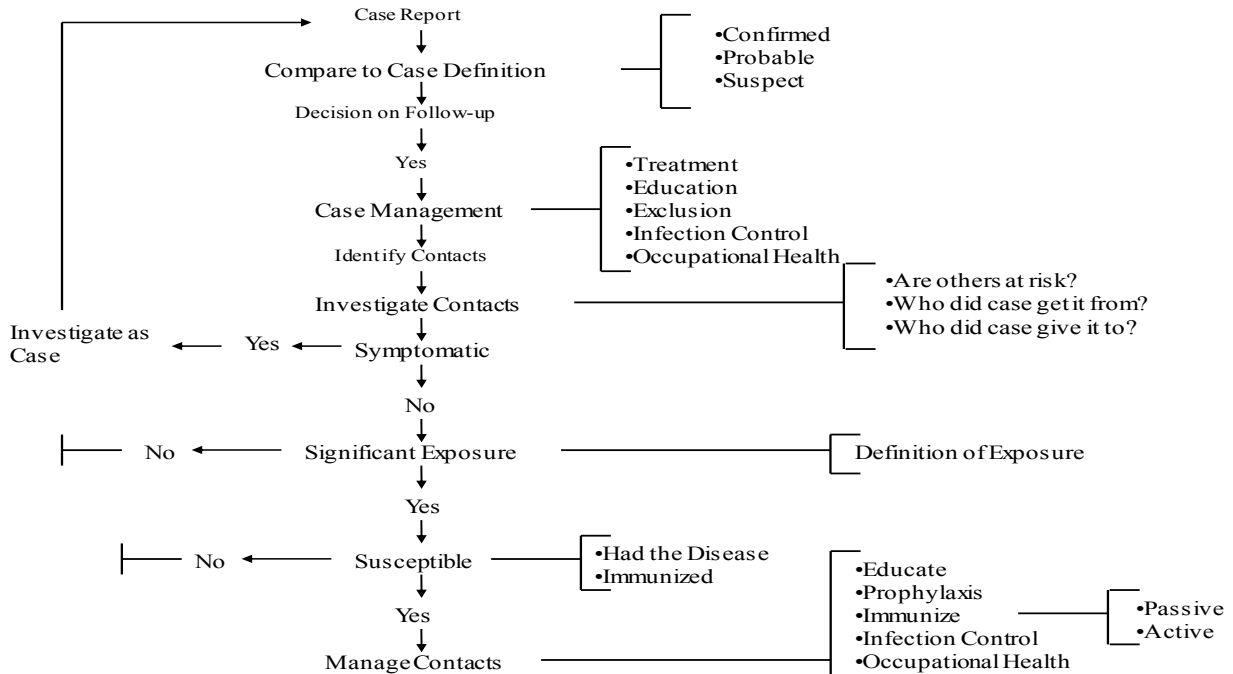 Case Report
Compare to Case Definition
•Confirmed
•Probable
•Suspect
Decision on Follow-up
Yes
Case Management
•Treatment
•Education
•Exclusion
•Infection Control
•Occupational Health
Identify Contacts
Investigate Contacts
•Are others at risk?
•Who did case get it from?
•Who did case give it to?
Symptomatic
Yes
Investigate as
Case
No
Significant Exposure
No
Definition of Exposure
Yes
Susceptible
No
•Had the Disease
•Immunized
Yes
Manage Contacts
•Educate
•Prophylaxis
•Immunize
•Infection Control
•Occupational Health
•Passive
•Active